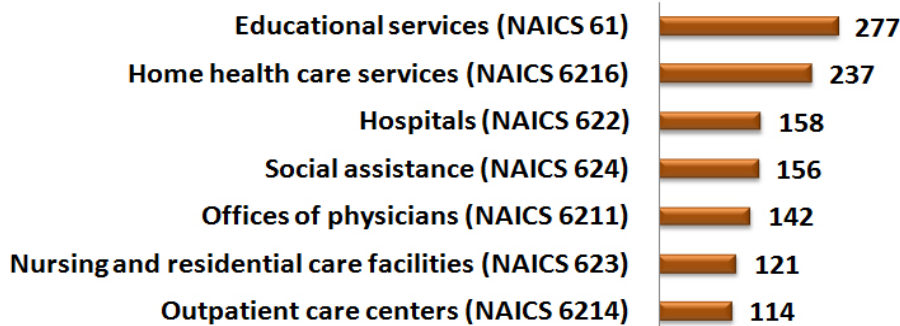 Educational services (NAICS 61) 277
Home health care services (NAICS 6216) 237
Hospitals (NAICS 622) 158
Social assistance (NAICS 624) 156
Offices of physicians (NAICS 6211) 142
Nursing and residential care facilities (NAICS 623) 121
Outpatient care centers (NAICS 6214) 114